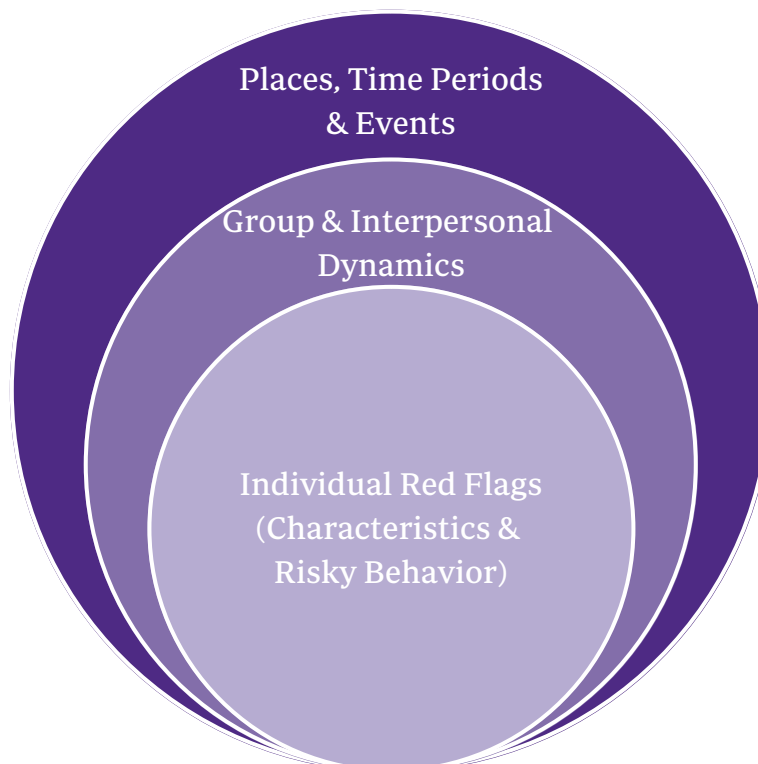 Places, Time Periods
& Events
Group & Interpersonal
Dynamics
Individual Red Flags
(Characteristics &
Risky Behavior)